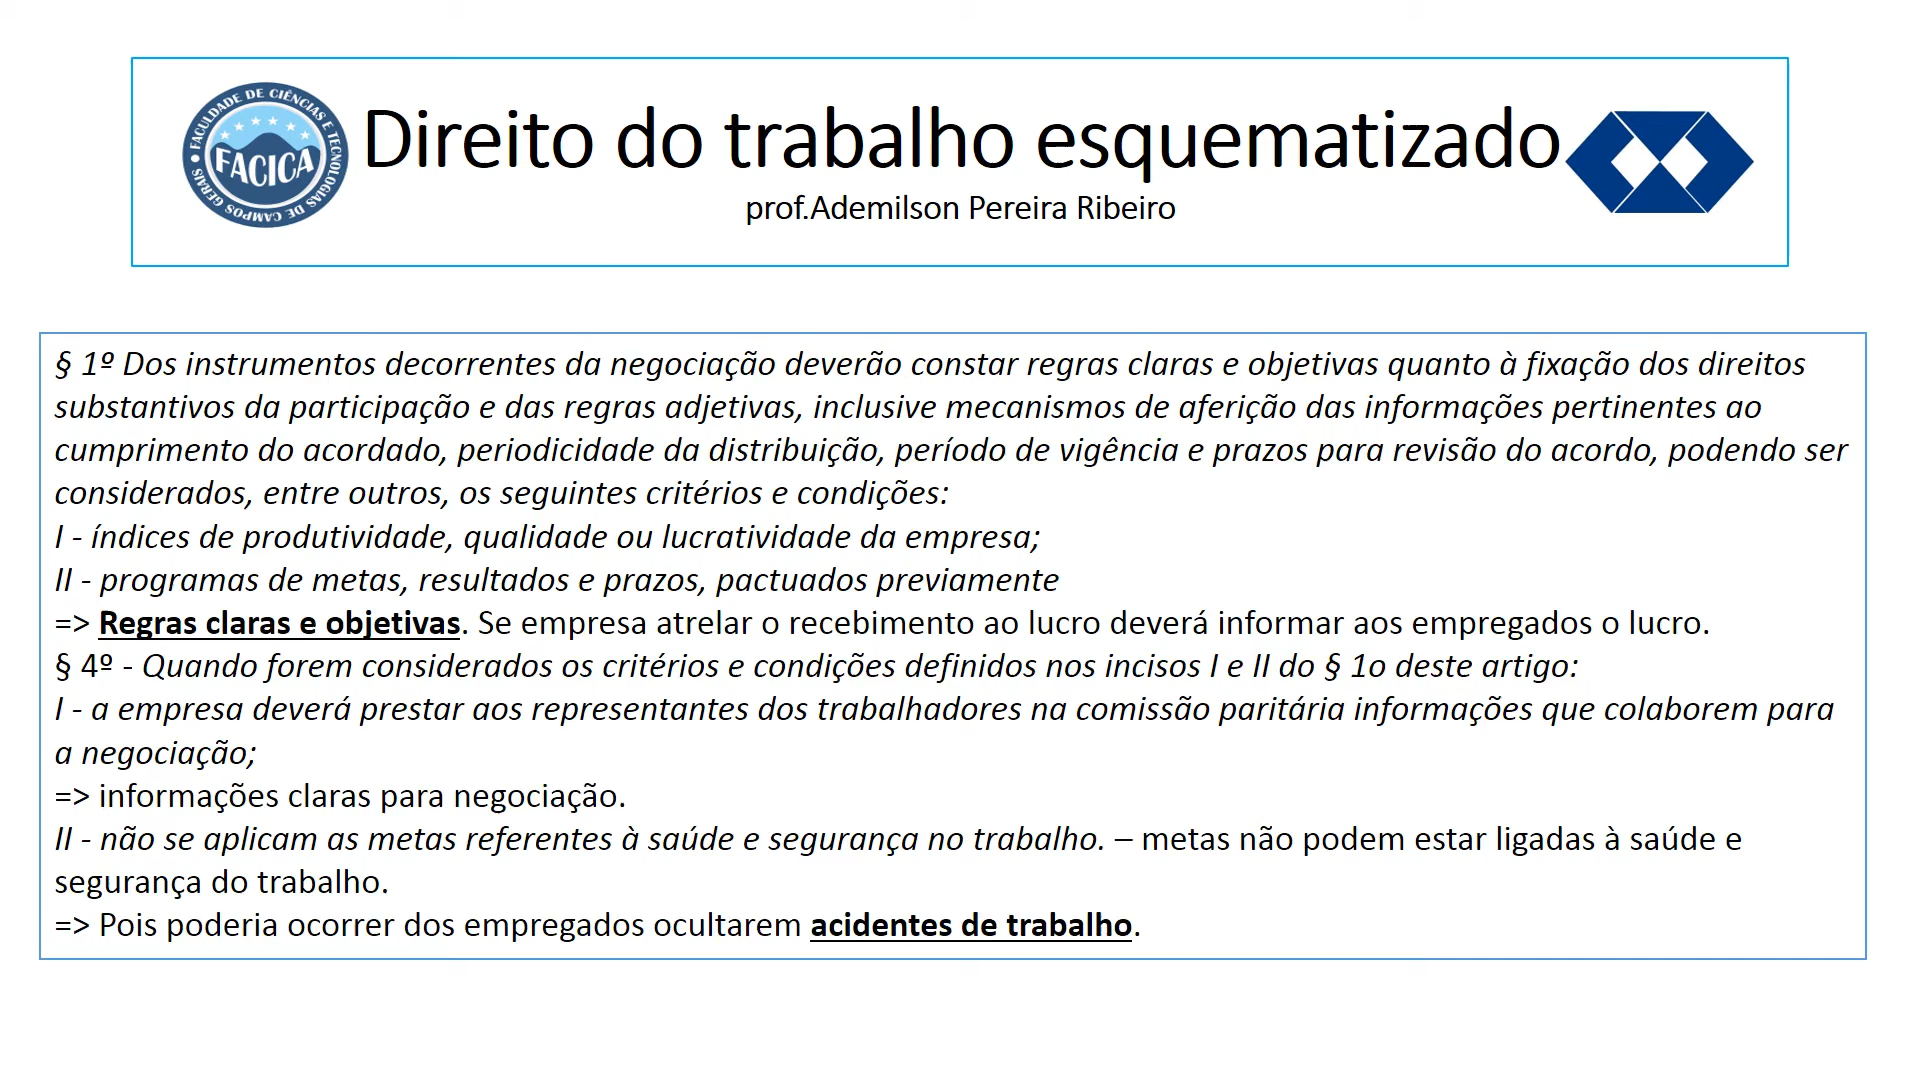 FACULDADE DE CIÊNCIAS E TECNOLOGIAS DE CAMPOS GERAIS
FACICA
Direito do trabalho esquematizado
prof.Ademilson Pereira Ribeiro
§ 1º Dos instrumentos decorrentes da negociação deverão constar regras claras e objetivas quanto à fixação dos direitos
substantivos da participação e das regras adjetivas, inclusive mecanismos de aferição das informações pertinentes ao
cumprimento do acordado, periodicidade da distribuição, período de vigência e prazos para revisão do acordo, podendo ser
considerados, entre outros, os seguintes critérios e condições:
I - índices de produtividade, qualidade ou lucratividade da empresa;
II - programas de metas, resultados e prazos, pactuados previamente
=> Regras claras e objetivas. Se empresa atrelar o recebimento ao lucro deverá informar aos empregados o lucro.
§ 4º - Quando forem considerados os critérios e condições definidos nos incisos I e II do § 1o deste artigo:
I - a empresa deverá prestar aos representantes dos trabalhadores na comissão paritária informações que colaborem para
a negociação;
=> informações claras para negociação.
II - não se aplicam as metas referentes à saúde e segurança no trabalho. – metas não podem estar ligadas à saúde e
segurança do trabalho.
=> Pois poderia ocorrer dos empregados ocultarem acidentes de trabalho.